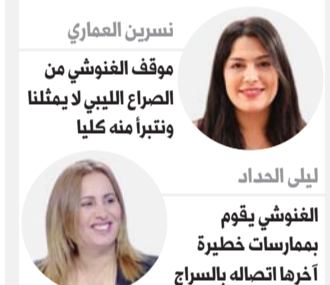 نسرين العماري
موقف الغنوشي من
الصراع الليبي لا يمثلنا
ونتبرأ منه كليا
ليلى الحداد
الغنوشي يقوم
بممارسات خطيرة
آخرها اتصاله بالسراج